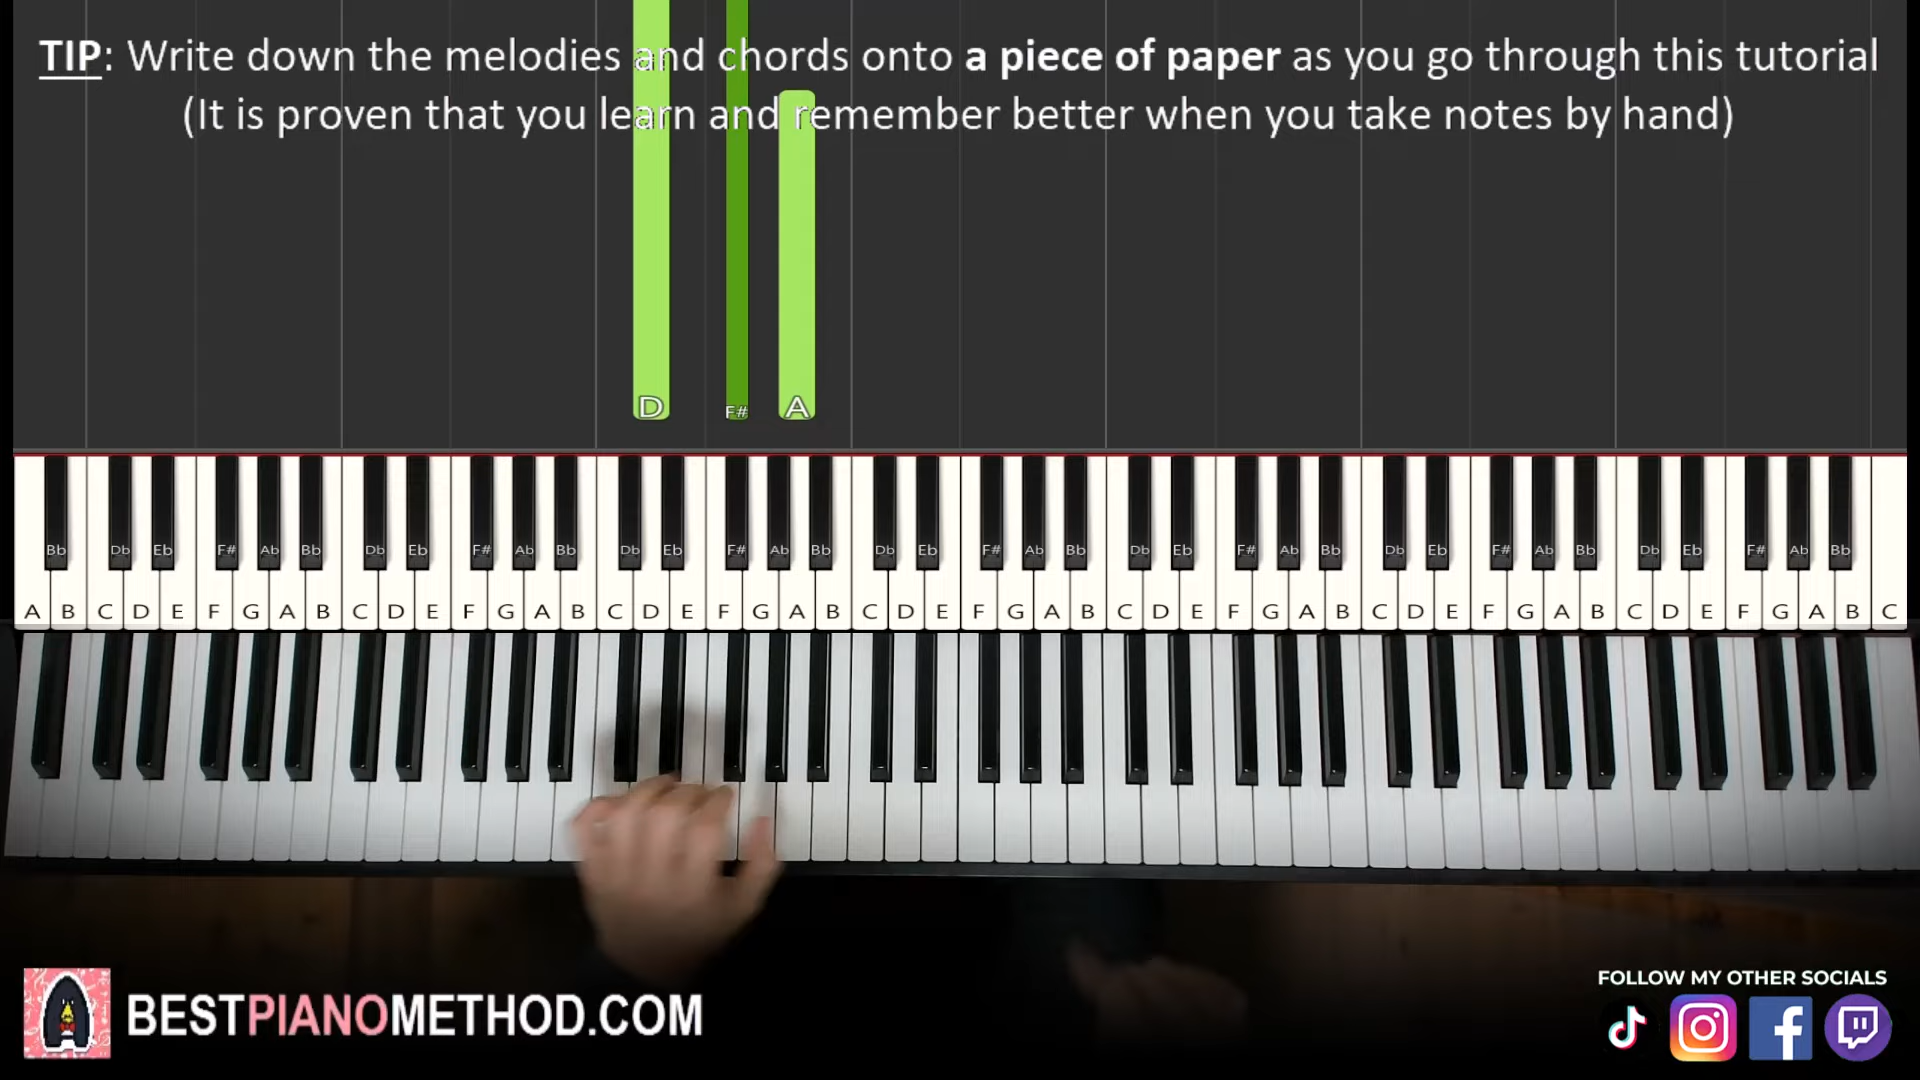 TIP: Write down the melodies and chords onto a piece of paper as you go through this tutorial
(It is proven that you learn and remember better when you take notes by hand)
D F# A
Bb Db Eb F# Ab Bb Db Eb F# Ab Bb Db Eb F# Ab Bb Db Eb F# Ab Bb Db Eb F# Ab Bb Db Eb F# Ab Bb Db Eb F# Ab Bb
A B C D E F G A B C D E F G A B C D E F G A B C D E F G A B C D E F G A B C D E F G A B C D E F G A B C
FOLLOW MY OTHER SOCIALS
BESTPIANOMETHOD.COM